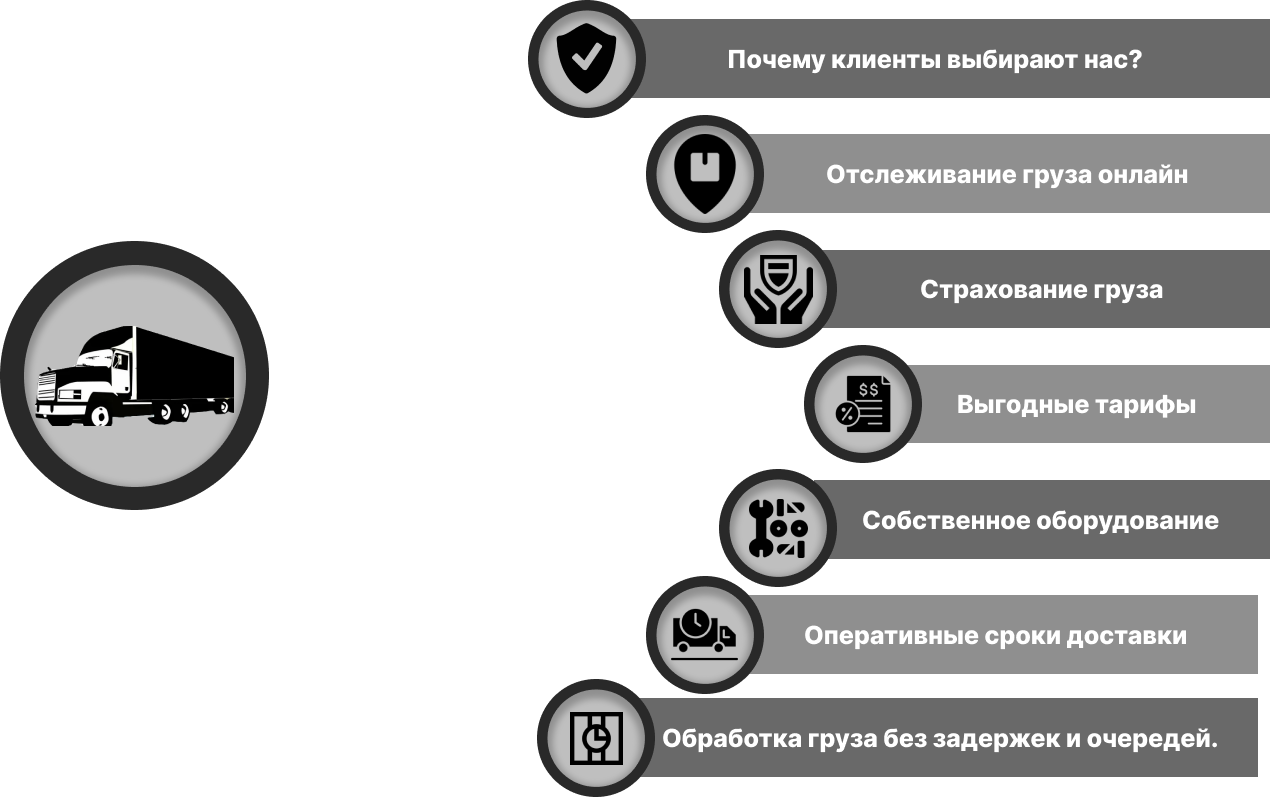 Почему клиенты выбирают нас?
Отслеживание груза онлайн
Страхование груза
$$
%
Выгодные тарифы
Собственное оборудование
Оперативные сроки доставки
Обработка груза без задержек и очередей.